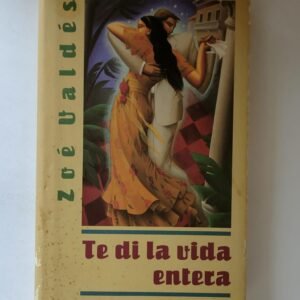 Zoé Valdés
Te di la vida
entera